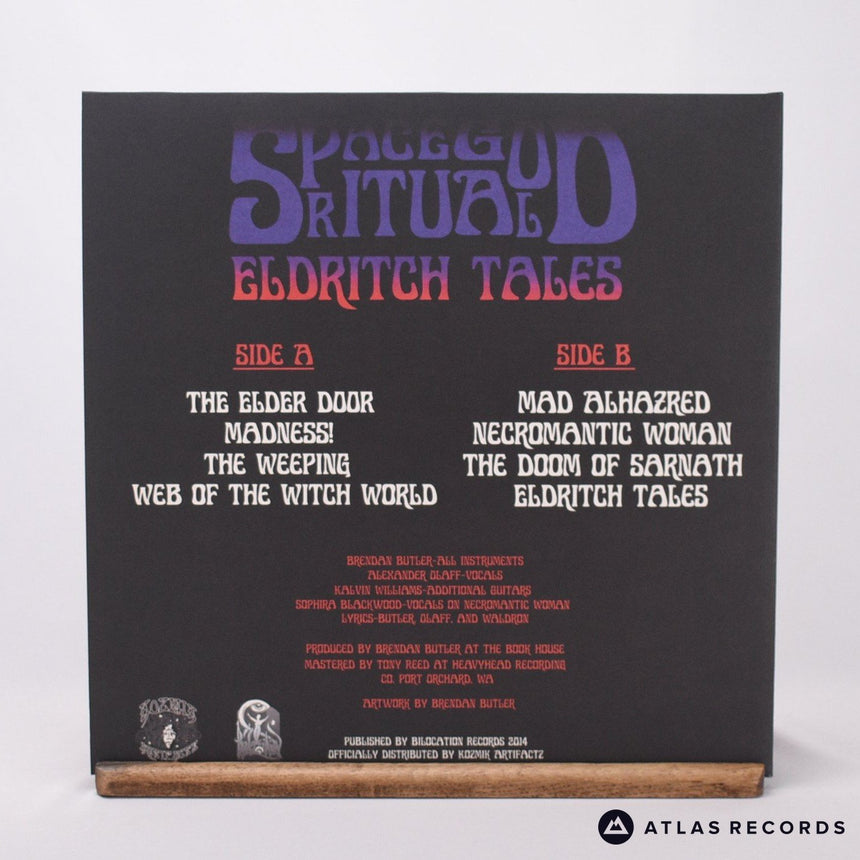 SPACEGOD
RITUAL
ELDRITCH TALES
SIDE A
THE ELDER DOOR
MADNESS!
THE WEEPING
WEB OF THE WITCH WORLD
SIDE B
MAD ALHAZRED
NECROMANTIC WOMAN
THE DOOM OF SARNATH
ELDRITCH TALES
BRENDAN BUTLER-ALL INSTRUMENTS
ALEXANDER OLAFF-VOCALS
KALVIN WILLIAMS-ADDITIONAL GUITARS
SOPHIRA BLACKWOOD-VOCALS ON NECROMANTIC WOMAN
LYRICS-BUTLER, OLAFF, AND WALDRON
PRODUCED BY BRENDAN BUTLER AT THE BOOK HOUSE
MASTERED BY TONY REED AT HEAVYHEAD RECORDING
CO. PORT ORCHARD, WA
ARTWORK BY BRENDAN BUTLER
KOZMIK
PUBLISHED BY BILOCATION RECORDS 2014
OFFICIALLY DISTRIBUTED BY KOZMIK ARTIFACTZ
ATLAS RECORDS